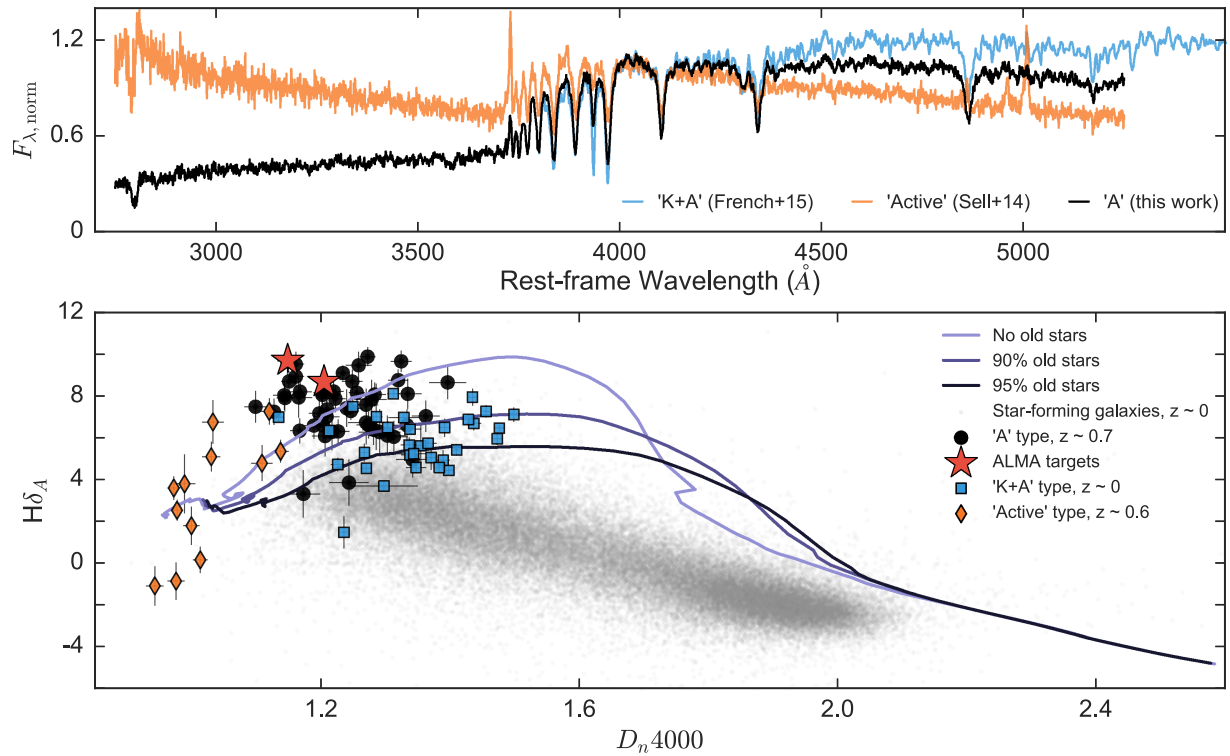 1.2
0.6
0
F_λ,norm
'K+A' (French+15) 'Active' (Sell+14) 'A' (this work)
3000 3500 4000 4500 5000
Rest-frame Wavelength (Å)
12
8
4
0
-4
Hδ_A
No old stars
90% old stars
95% old stars
Star-forming galaxies, z ~ 0
'A' type, z ~ 0.7
ALMA targets
'K+A' type, z ~ 0
'Active' type, z ~ 0.6
1.2 1.6 2.0 2.4
D_n4000